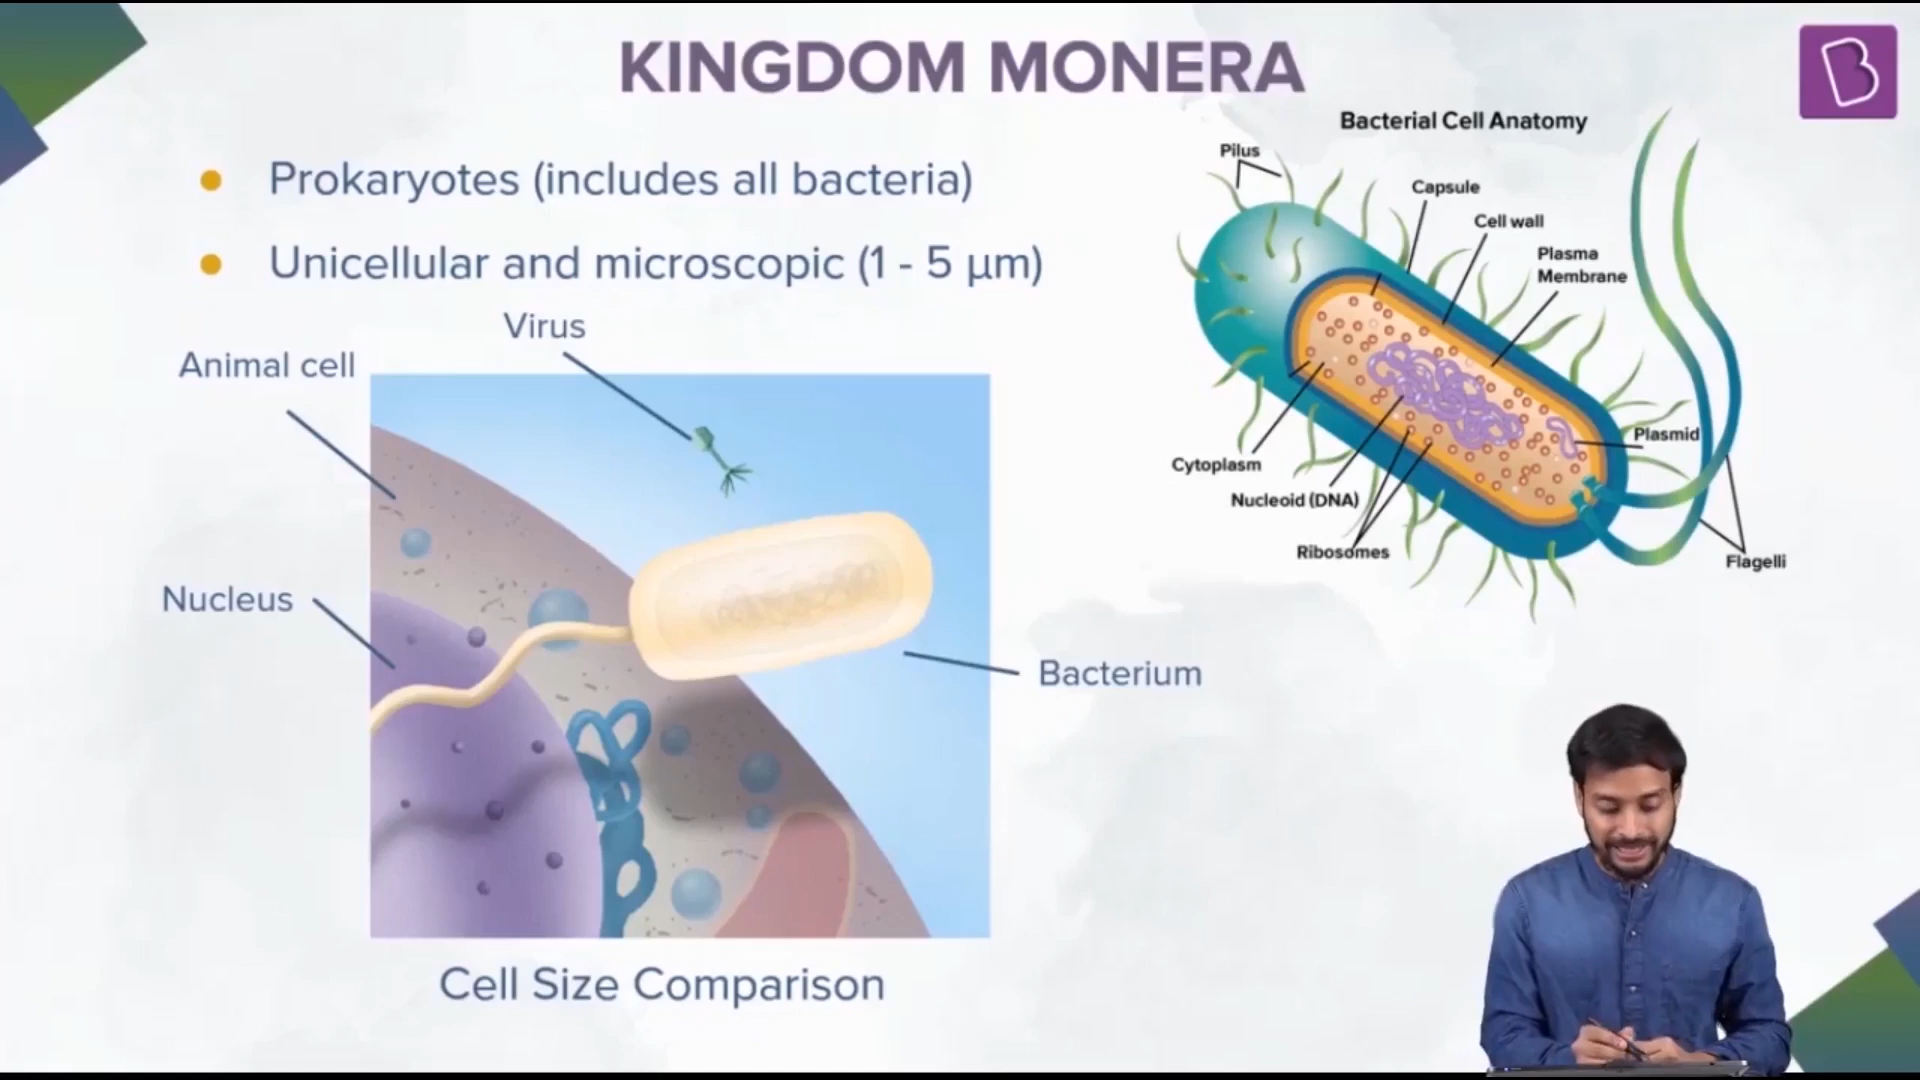 KINGDOM MONERA
Prokaryotes (includes all bacteria)
Unicellular and microscopic (1 - 5 μm)
Virus
Animal cell
Nucleus
Bacterium
Cell Size Comparison
Bacterial Cell Anatomy
Pilus
Capsule
Cell wall
Plasma
Membrane
Plasmid
Cytoplasm
Nucleoid (DNA)
Ribosomes
Flagelli
B